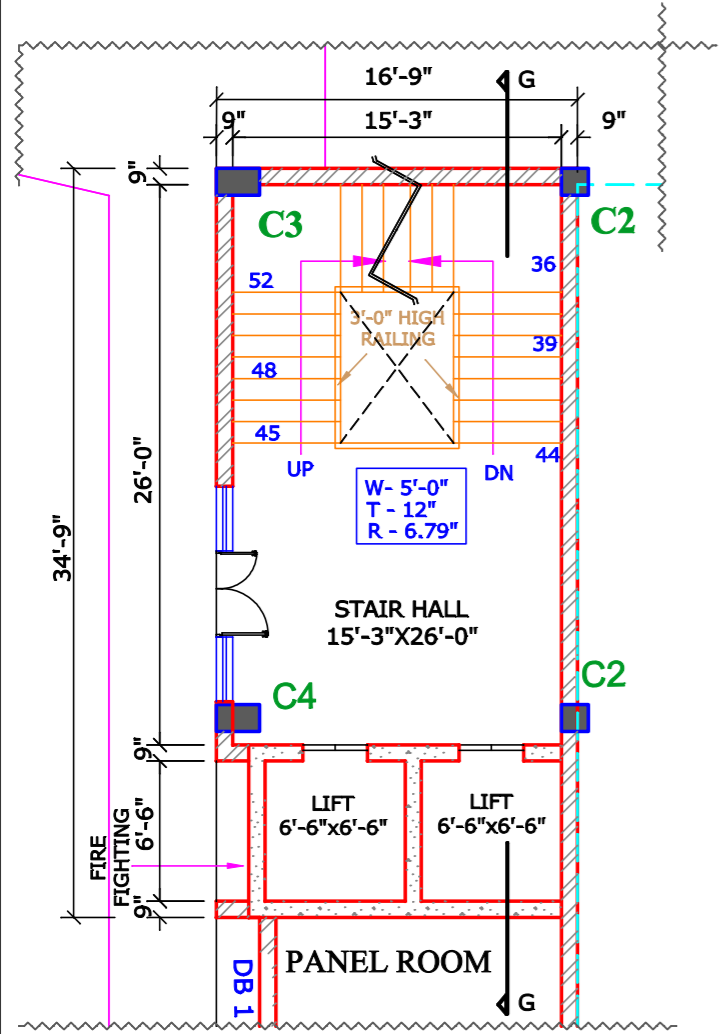 16'-9"
G
9"
15'-3"
9"
9"
C3
C2
36
52
3'-0" HIGH
RAILING
39
48
45
44
UP
DN
26'-0"
W- 5'-0"
T - 12"
R - 6.79"
34'-9"
STAIR HALL
15'-3"X26'-0"
C4
C2
9"
LIFT
6'-6"x6'-6"
LIFT
6'-6"x6'-6"
6'-6"
FIRE
FIGHTING
9"
PANEL ROOM
DB 1
G